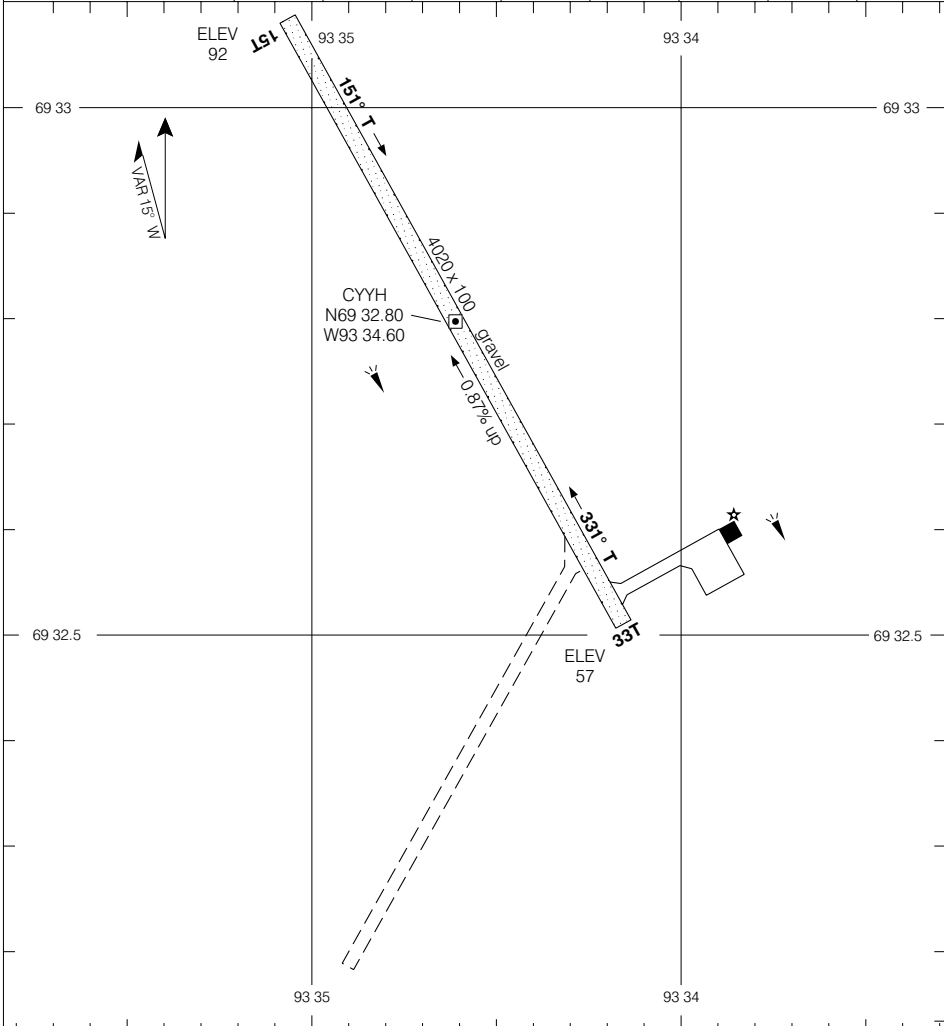 ELEV
92
15T
93 35
93 34
69 33
69 33
151° T
VAR 15° W
4020 x 100
gravel
CYYH
N69 32.80
W93 34.60
0.87% up
331° T
69 32.5
69 32.5
33T
ELEV
57
93 35
93 34